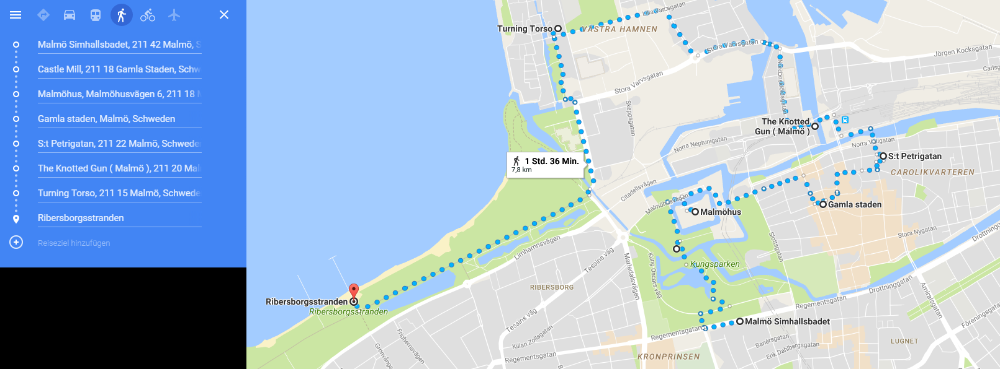 Malmö Simhallsbadet, 211 42 Malmö, S
Castle Mill, 211 18 Gamla Staden, Schw
Malmöhus, Malmöhusvägen 6, 211 18 M
Gamla staden, Malmö, Schweden
S:t Petrigatan, 211 22 Malmö, Schwede
The Knotted Gun ( Malmö ), 211 20 Mal
Turning Torso, 211 15 Malmö, Schwede
Ribersborgsstranden
Reiseziel hinzufügen
Lilla Varvsgatan
Turning Torso
VÄSTRA HAMNEN
Stora Varvsgatan
Jörgen Kocksgatan
Carlsg
Stora Varvsgatan
Nordenskiöldsgatan
Skeppsgatan
The Knotted
Gun ( Malmö )
Norra Neptunigatan
Norra Vallgatan
S:t Petrigatan
1 Std. 36 Min.
7,8 km
CAROLIKVARTEREN
Citadellsvägen
Malmöhusvägen
Malmöhus
Gamla staden
Stora Nygatan
Drottning
Slottsgatan
Limhamnsvägen
Tessins väg
Mariedalsvägen
Kung Oscars väg
Kungsparken
RIBERSBORG
Drottninggatan
Ribersborgsstranden
Ribersborgsstranden
Regementsgatan
Amiralsgatan
Föreningsgatan
Tessins väg
Malmö Simhallsbadet
Regementsgatan
Kilian Zollsgatan
Fridhemsvägen
Grönvång
Banérsgatan
Erik Dahlbergsgatan
LUGNET
Regementsgatan
KRONPRINSEN